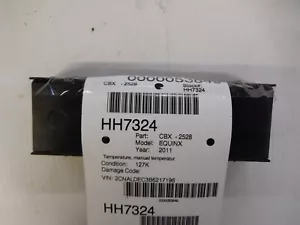 CBX - 2528
Stock#:
HH7324
HH7324
Part: CBX - 2528
Model: EQUINX
Year: 2011
Temperature, manual temperatur
Condition: 127K
Damage Code:
VIN: 2CNALDEC3B6217196
HH7324